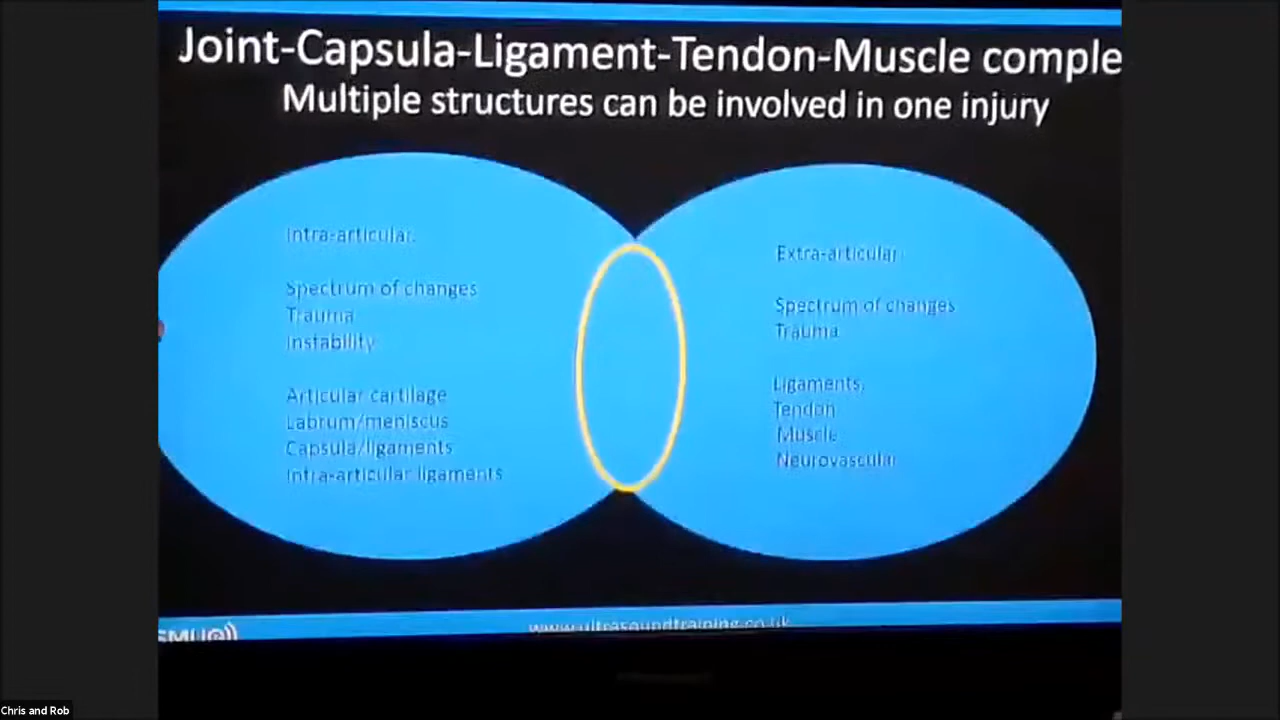 Joint-Capsula-Ligament-Tendon-Muscle comple
Multiple structures can be involved in one injury
Intra-articular
Spectrum of changes
Trauma
Instability
Articular cartilage
Labrum/meniscus
Capsula/ligaments
Intra-articular ligaments
Extra-articular
Spectrum of changes
Trauma
Ligaments,
Tendon
Muscle
Neurovascular
www.ultrasoundtraining.co.uk
SMUG
Chris and Rob